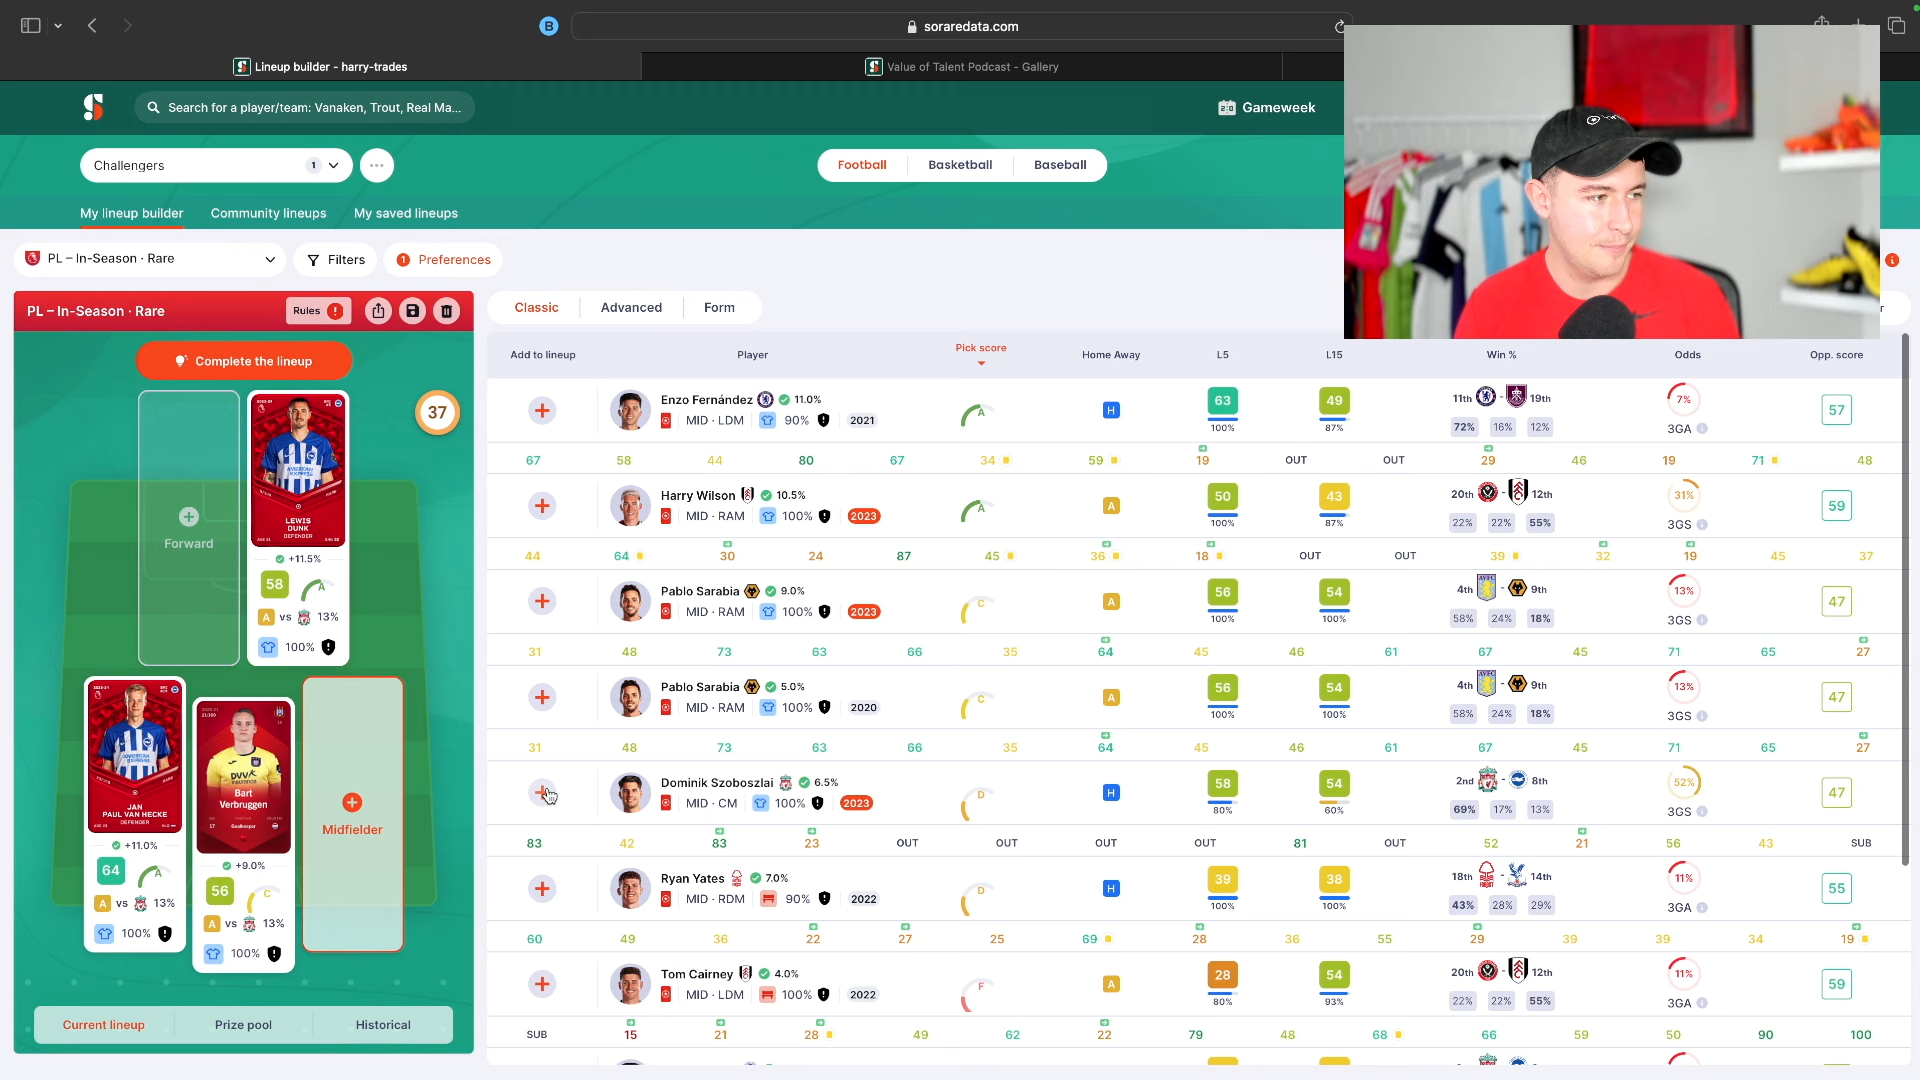 B
soraredata.com
Lineup builder - harry-trades
Value of Talent Podcast - Gallery
Search for a player/team: Vanaken, Trout, Real Ma...
Gameweek
Challengers
1
Football
Basketball
Baseball
My lineup builder
Community lineups
My saved lineups
PL – In-Season · Rare
Filters
1 Preferences
PL – In-Season · Rare
Rules
Classic
Advanced
Form
Complete the lineup
37
Add to lineup
Player
Pick score
Home Away
L5
L15
Win %
Odds
Opp. score
Enzo Fernández 11.0%
MID · LDM 90% 2021
A
H
63
100%
49
87%
11th - 19th
72% 16% 12%
7%
3GA
57
67 58 44 80 67 34 59 19 OUT OUT 29 46 19 71 48
Harry Wilson 10.5%
MID · RAM 100% 2023
A
A
50
100%
43
87%
20th - 12th
22% 22% 55%
31%
3GS
59
44 64 30 24 87 45 36 18 OUT OUT 39 32 19 45 37
Pablo Sarabia 9.0%
MID · RAM 100% 2023
C
A
56
100%
54
100%
4th - 9th
58% 24% 18%
13%
3GS
47
31 48 73 63 66 35 64 45 46 61 67 45 71 65 27
Pablo Sarabia 5.0%
MID · RAM 100% 2020
C
A
56
100%
54
100%
4th - 9th
58% 24% 18%
13%
3GS
47
31 48 73 63 66 35 64 45 46 61 67 45 71 65 27
Dominik Szoboszlai 6.5%
MID · CM 100% 2023
D
H
58
80%
54
60%
2nd - 8th
69% 17% 13%
52%
3GS
47
83 42 83 23 OUT OUT OUT OUT 81 OUT 52 21 56 43 SUB
Ryan Yates 7.0%
MID · RDM 90% 2022
D
H
39
100%
38
100%
18th - 14th
43% 28% 29%
11%
3GA
55
60 49 36 22 27 25 69 28 36 55 29 39 39 34 19
Tom Cairney 4.0%
MID · LDM 100% 2022
F
A
28
80%
54
93%
20th - 12th
22% 22% 55%
11%
3GA
59
SUB 15 21 28 49 62 22 79 48 68 66 59 50 90 100
Forward
LEWIS
DUNK
DEFENDER
+11.5%
58
A
A vs 13%
100%
JAN
PAUL VAN HECKE
DEFENDER
+11.0%
64
A
A vs 13%
100%
DVV
Bart
Verbruggen
Goalkeeper
+9.0%
56
C
A vs 13%
100%
Midfielder
Current lineup
Prize pool
Historical